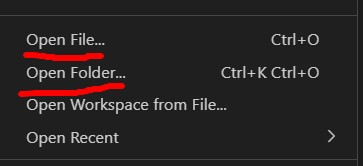 Open File... Ctrl+O
Open Folder... Ctrl+K Ctrl+O
Open Workspace from File...
Open Recent